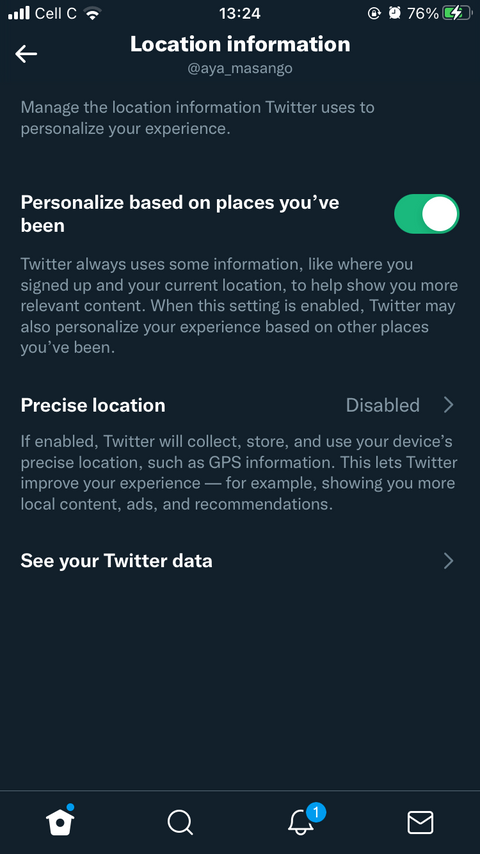 Cell C
13:24
76%
Location information
@aya_masango
Manage the location information Twitter uses to
personalize your experience.
Personalize based on places you’ve
been
Twitter always uses some information, like where you
signed up and your current location, to help show you more
relevant content. When this setting is enabled, Twitter may
also personalize your experience based on other places
you’ve been.
Precise location
Disabled
If enabled, Twitter will collect, store, and use your device’s
precise location, such as GPS information. This lets Twitter
improve your experience — for example, showing you more
local content, ads, and recommendations.
See your Twitter data
1